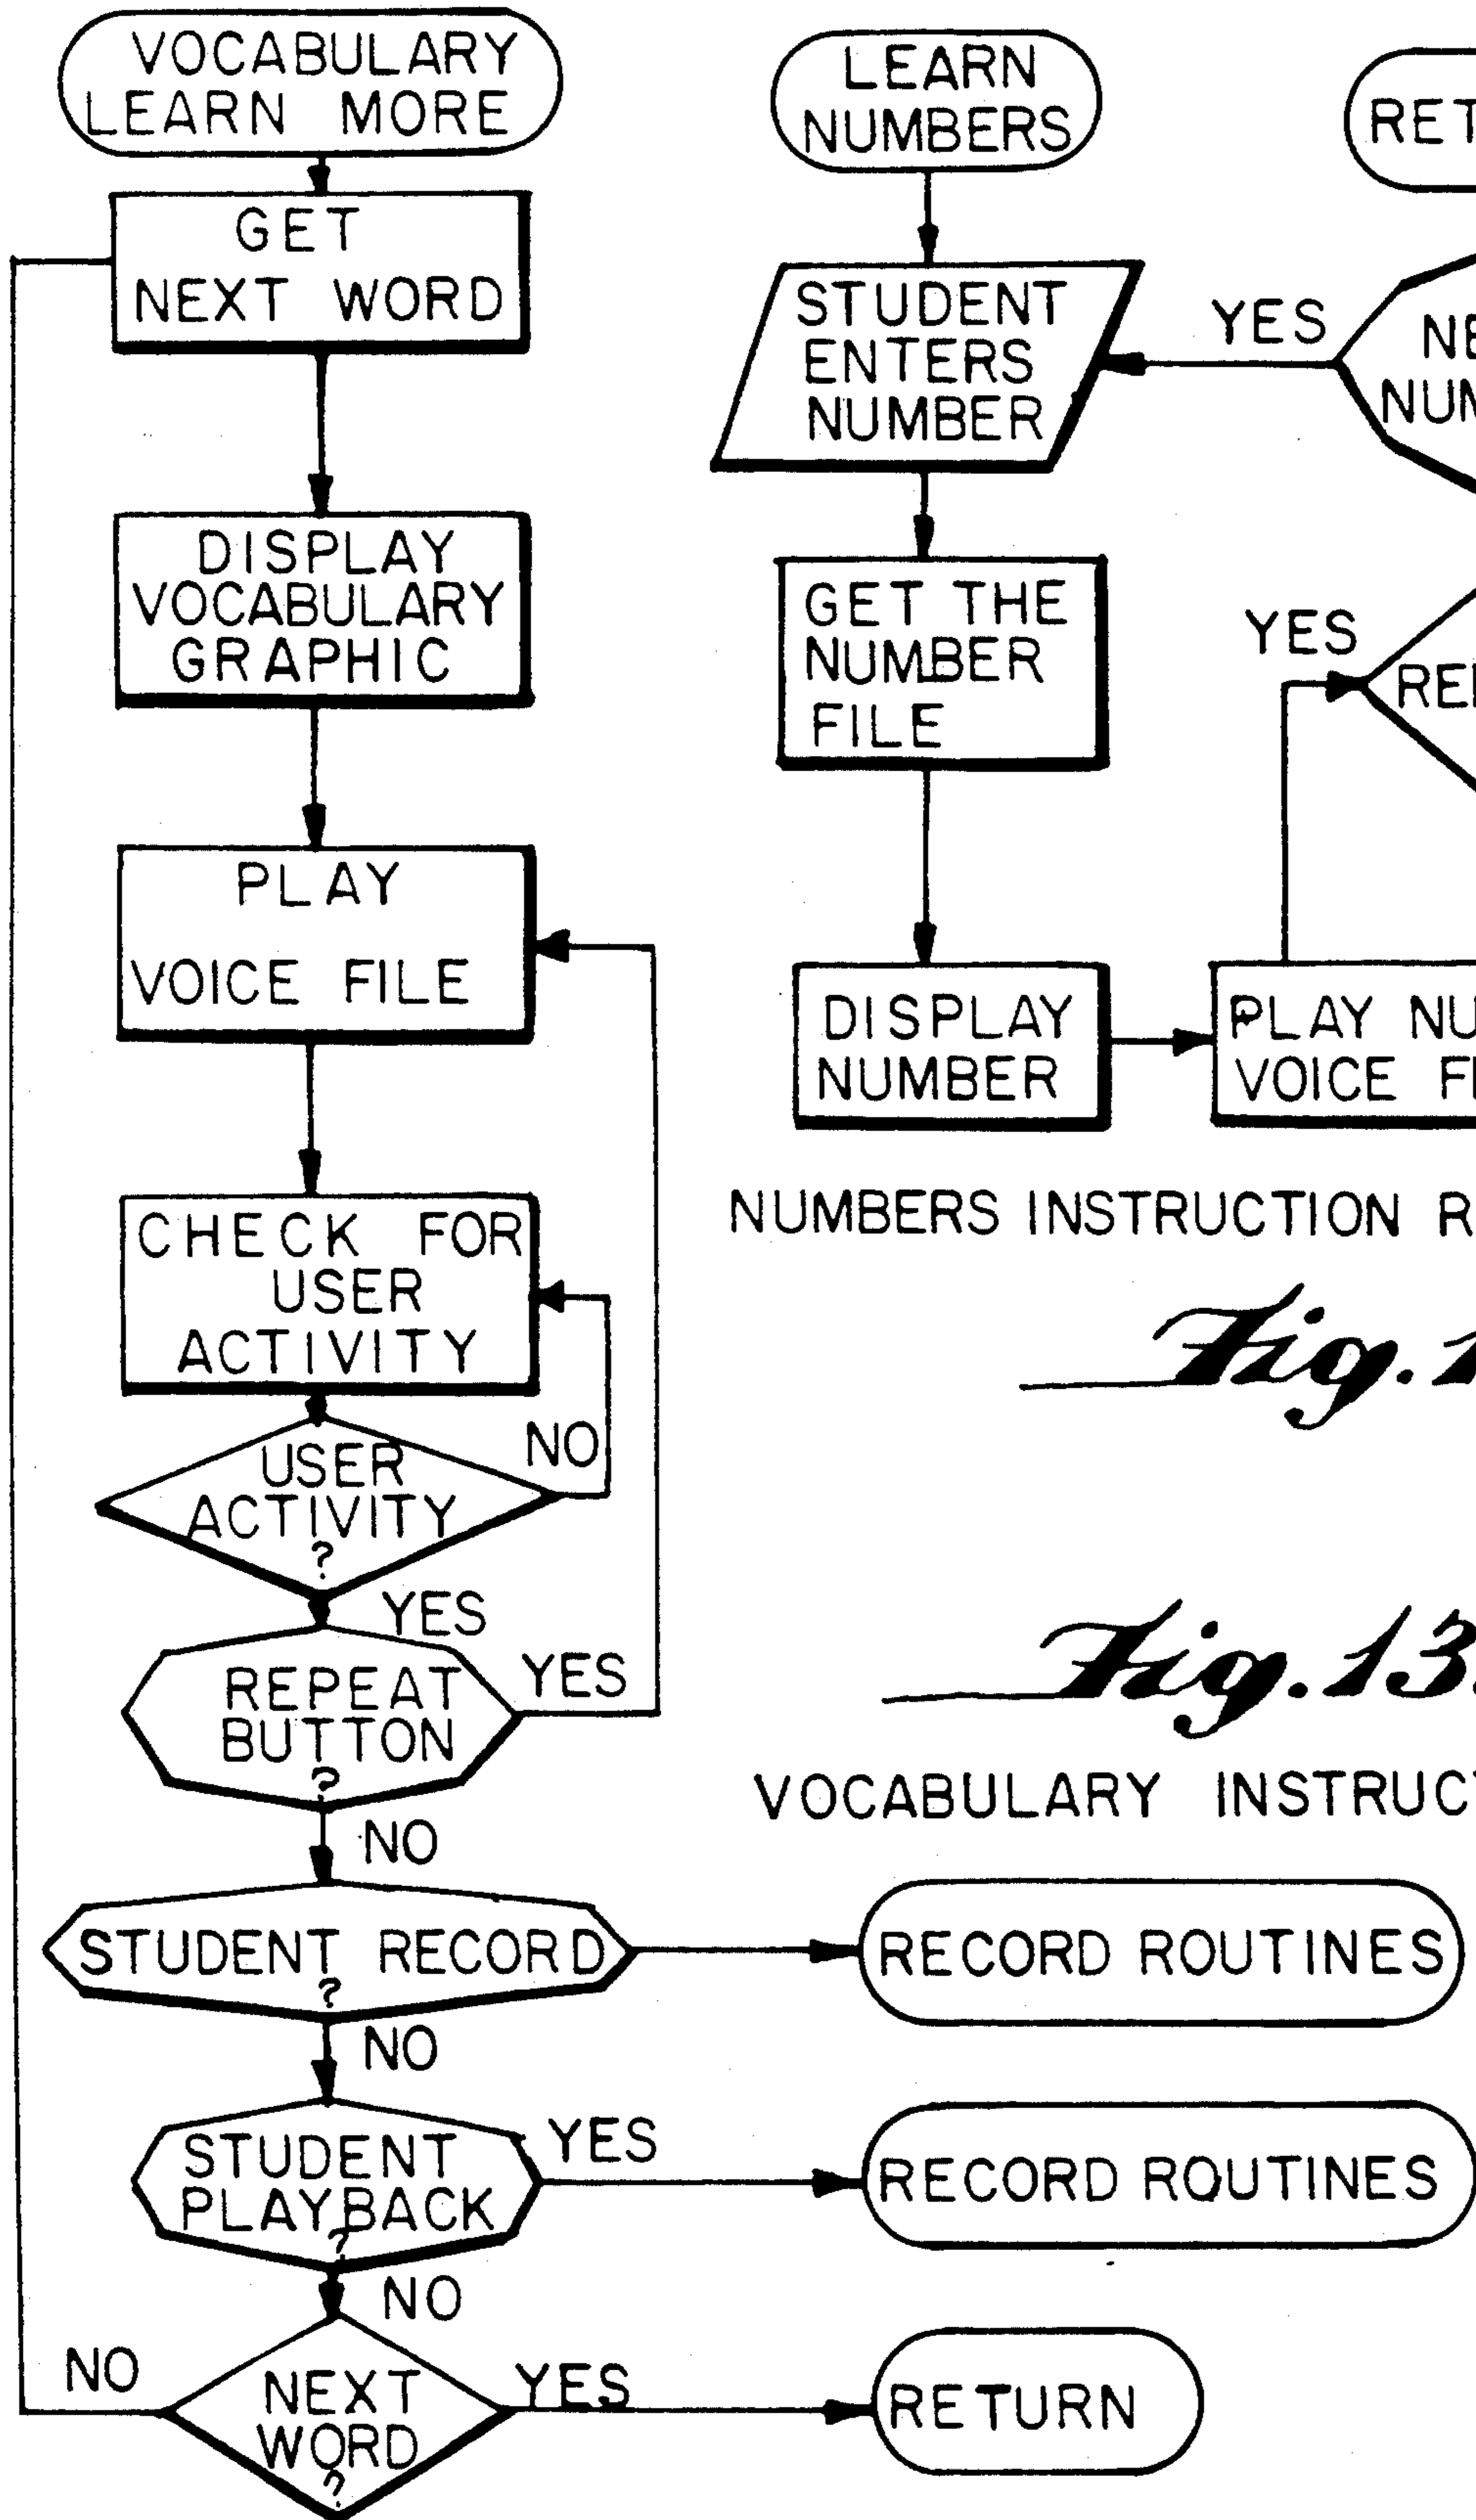 VOCABULARY
LEARN MORE
GET
NEXT WORD
DISPLAY
VOCABULARY
GRAPHIC
PLAY
VOICE FILE
CHECK FOR
USER
ACTIVITY
USER
ACTIVITY
?
NO
YES
REPEAT
BUTTON
?
YES
NO
STUDENT RECORD
?
RECORD ROUTINES
NO
STUDENT
PLAYBACK
?
YES
RECORD ROUTINES
NO
NEXT
WORD
?
NO
YES
RETURN
LEARN
NUMBERS
STUDENT
ENTERS
NUMBER
YES
GET THE
NUMBER
FILE
YES
DISPLAY
NUMBER
PLAY
VOICE
NUMBERS INSTRUCTION
Fig.
Fig. 13.
VOCABULARY